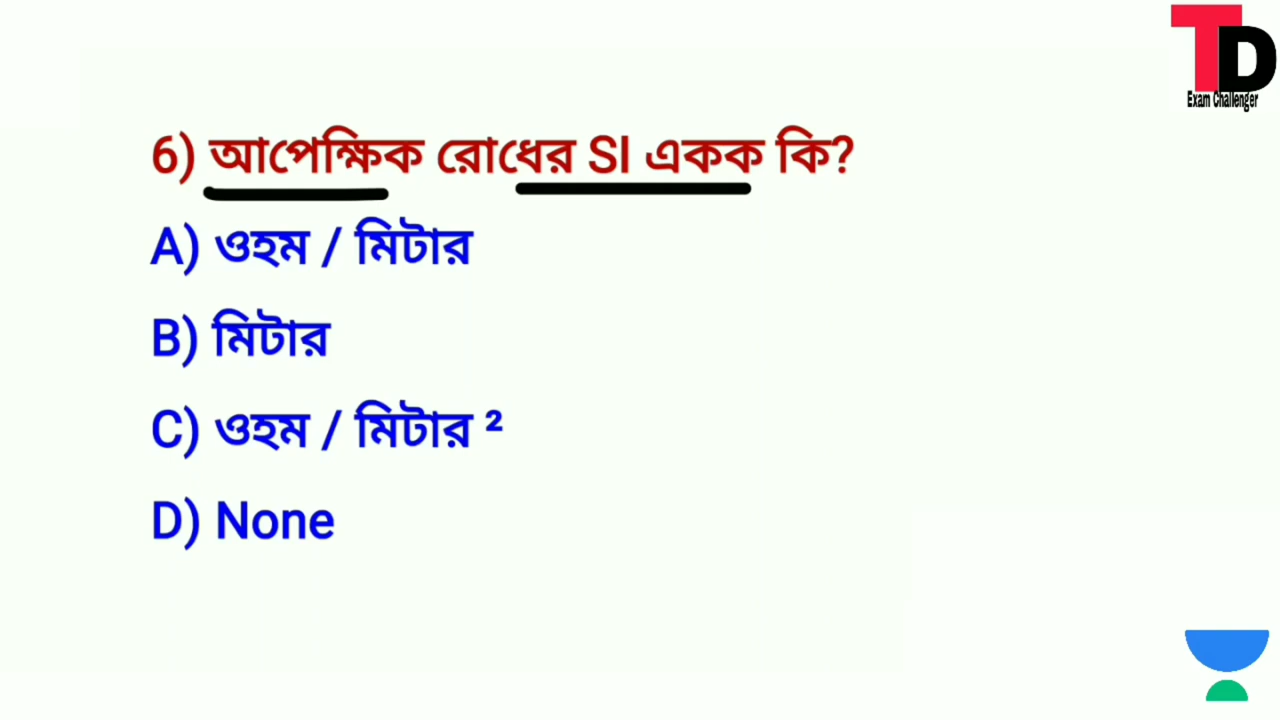 TD
Exam Challenger
6) আপেক্ষিক রোধের SI একক কি?
A) ওহম / মিটার
B) মিটার
C) ওহম / মিটার ²
D) None